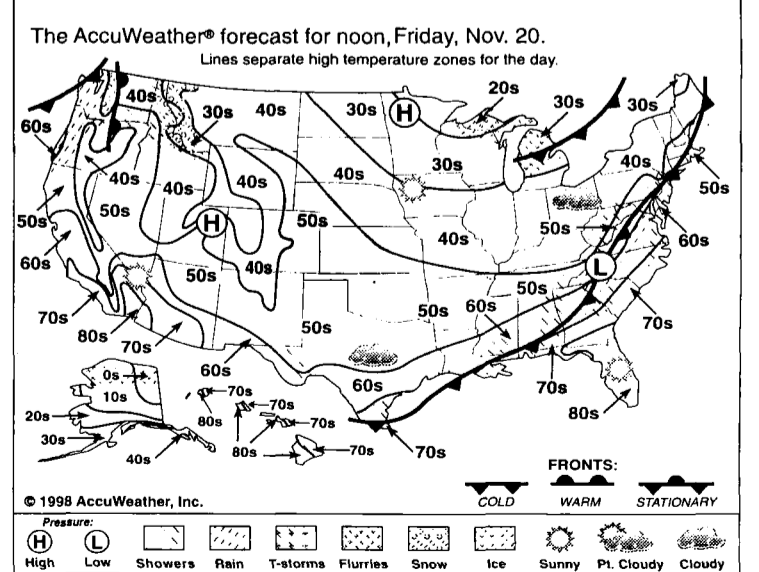 The AccuWeather® forecast for noon, Friday, Nov. 20.
Lines separate high temperature zones for the day.
40s
30s
40s
30s
H
20s
30s
30s
60s
40s
40s
40s
40s
30s
40s
50s
50s
50s
H
50s
40s
50s
60s
60s
50s
40s
L
50s
70s
80s
70s
60s
50s
50s
60s
70s
60s
70s
80s
0s
10s
20s
30s
40s
70s
80s
70s
70s
80s
70s
70s
FRONTS:
COLD WARM STATIONARY
© 1998 AccuWeather, Inc.
Pressure:
H L
High Low Showers Rain T-storms Flurries Snow Ice Sunny Pt. Cloudy Cloudy